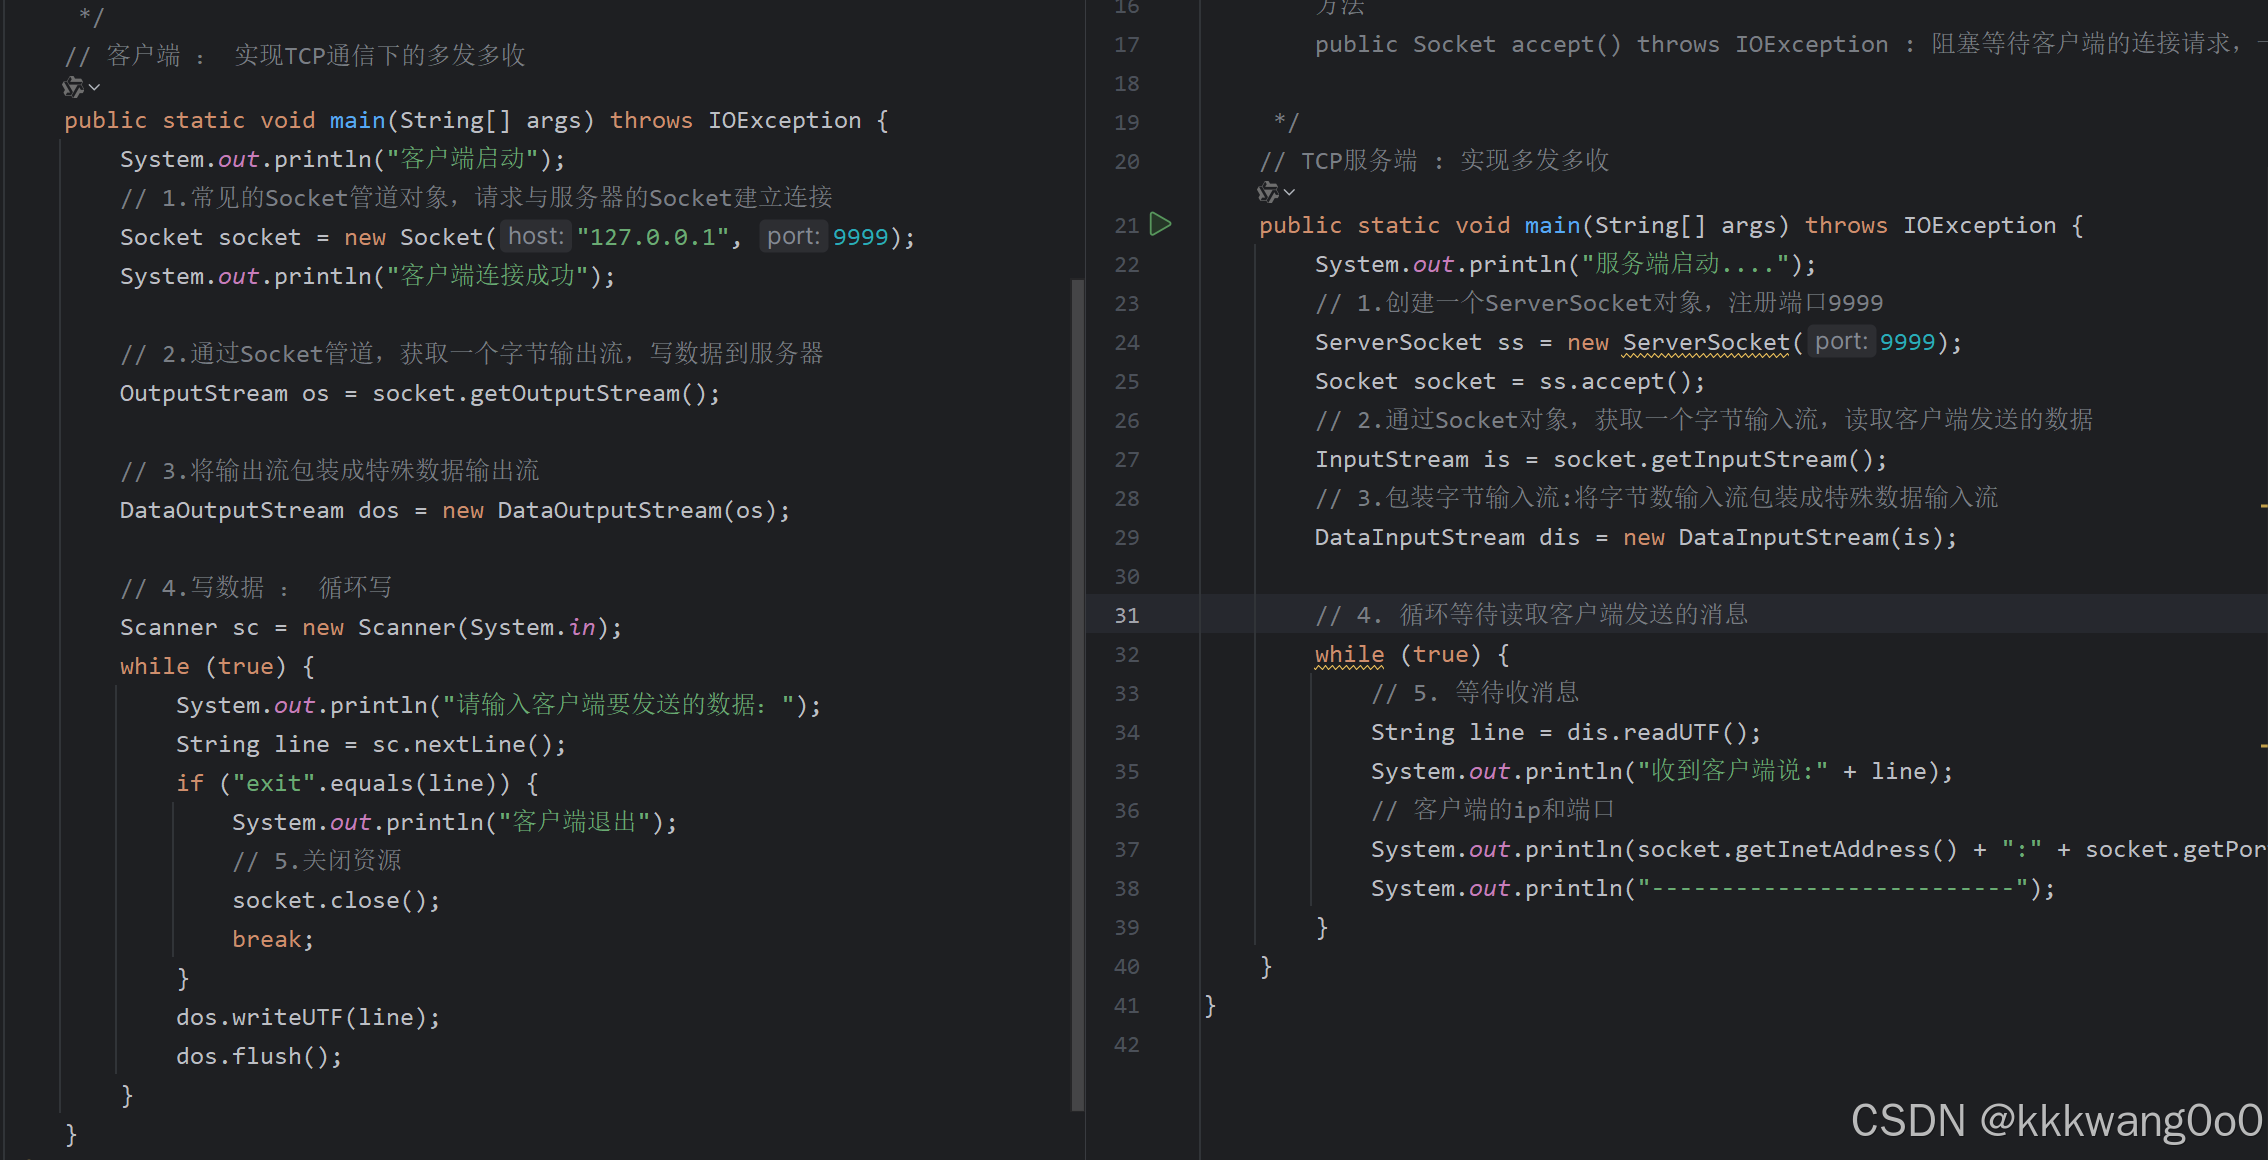 */
// 客户端 ： 实现TCP通信下的多发多收
public static void main(String[] args) throws IOException {
System.out.println("客户端启动");
// 1.常见的Socket管道对象，请求与服务器的Socket建立连接
Socket socket = new Socket( host: "127.0.0.1", port: 9999);
System.out.println("客户端连接成功");
// 2.通过Socket管道，获取一个字节输出流，写数据到服务器
OutputStream os = socket.getOutputStream();
// 3.将输出流包装成特殊数据输出流
DataOutputStream dos = new DataOutputStream(os);
// 4.写数据 ： 循环写
Scanner sc = new Scanner(System.in);
while (true) {
System.out.println("请输入客户端要发送的数据：");
String line = sc.nextLine();
if ("exit".equals(line)) {
System.out.println("客户端退出");
// 5.关闭资源
socket.close();
break;
}
dos.writeUTF(line);
dos.flush();
}
}
16 方法
17 public Socket accept() throws IOException : 阻塞等待客户端的连接请求，
18
19 */
20 // TCP服务端 : 实现多发多收
21 public static void main(String[] args) throws IOException {
22 System.out.println("服务端启动....");
23 // 1.创建一个ServerSocket对象，注册端口9999
24 ServerSocket ss = new ServerSocket( port: 9999);
25 Socket socket = ss.accept();
26 // 2.通过Socket对象，获取一个字节输入流，读取客户端发送的数据
27 InputStream is = socket.getInputStream();
28 // 3.包装字节输入流:将字节数输入流包装成特殊数据输入流
29 DataInputStream dis = new DataInputStream(is);
30
31 // 4. 循环等待读取客户端发送的消息
32 while (true) {
33 // 5. 等待收消息
34 String line = dis.readUTF();
35 System.out.println("收到客户端说:" + line);
36 // 客户端的ip和端口
37 System.out.println(socket.getInetAddress() + ":" + socket.getPor
38 System.out.println("--------------------------");
39 }
40 }
41 }
42
CSDN @kkkwang0o0